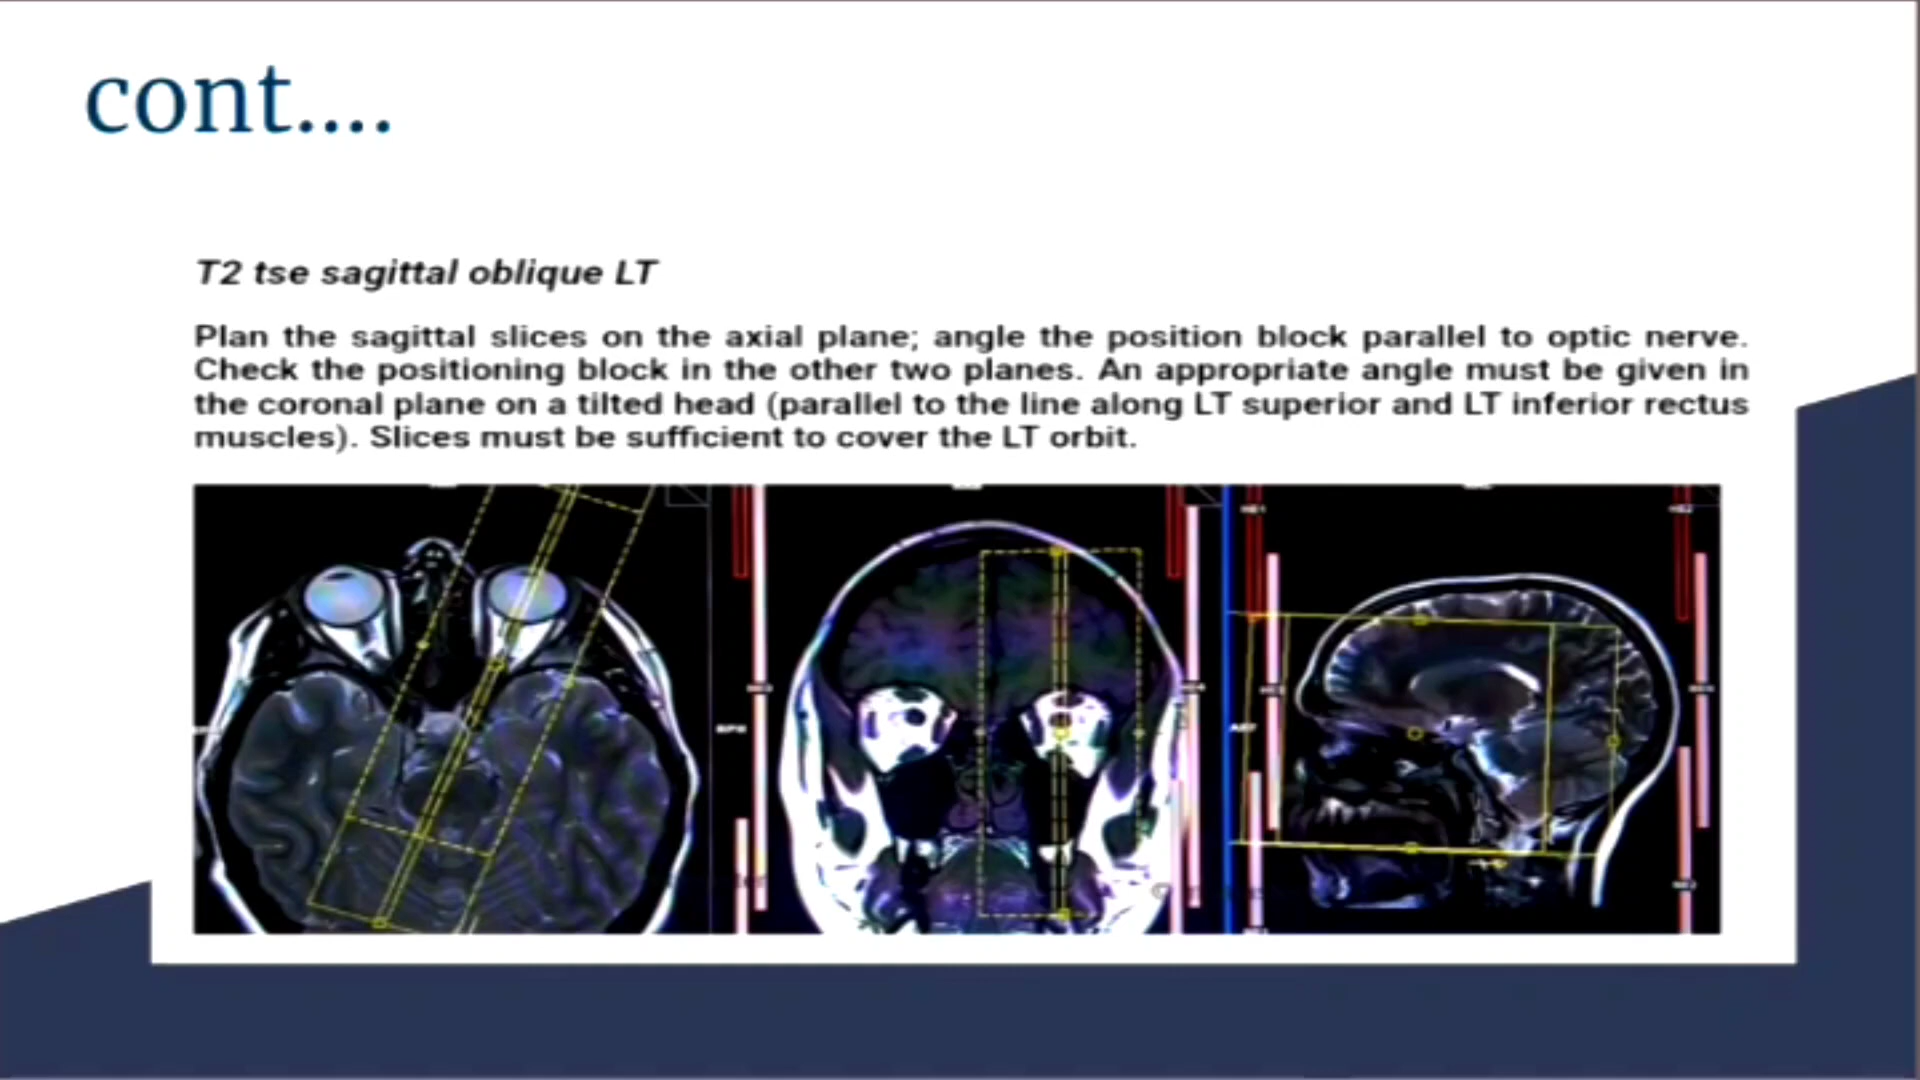 cont....
T2 tse sagittal oblique LT
Plan the sagittal slices on the axial plane; angle the position block parallel to optic nerve.
Check the positioning block in the other two planes. An appropriate angle must be given in
the coronal plane on a tilted head (parallel to the line along LT superior and LT inferior rectus
muscles). Slices must be sufficient to cover the LT orbit.